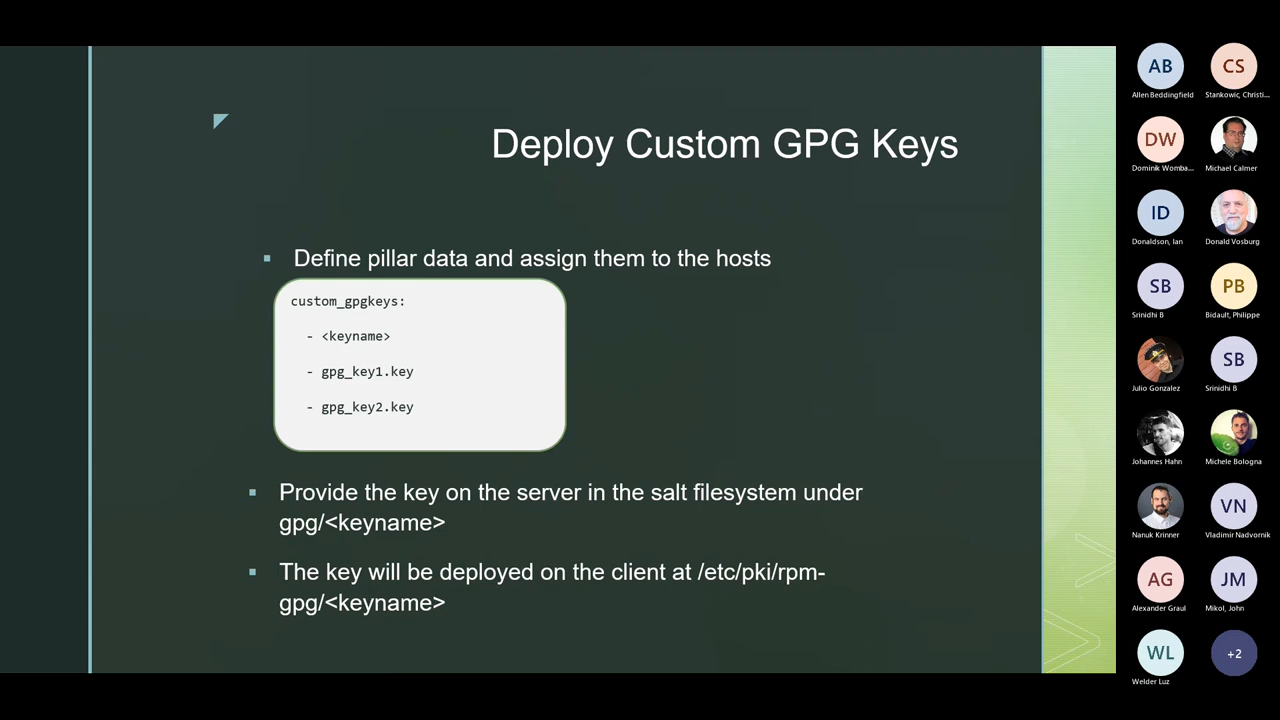 Deploy Custom GPG Keys
▪ Define pillar data and assign them to the hosts
custom_gpgkeys:
- <keyname>
- gpg_key1.key
- gpg_key2.key
▪ Provide the key on the server in the salt filesystem under
gpg/<keyname>
▪ The key will be deployed on the client at /etc/pki/rpm-
gpg/<keyname>
AB
CS
Allen Beddingfield
Stankowic, Christi...
DW
Dominik Womba...
Michael Calmer
ID
Donaldson, Ian
Donald Vosburg
SB
PB
Srinidhi B
Bidault, Philippe
SB
Julio Gonzalez
Srinidhi B
Johannes Hahn
Michele Bologna
VN
Nanuk Krinner
Vladimir Nadvornik
AG
JM
Alexander Graul
Mikol, John
WL
+2
Welder Luz